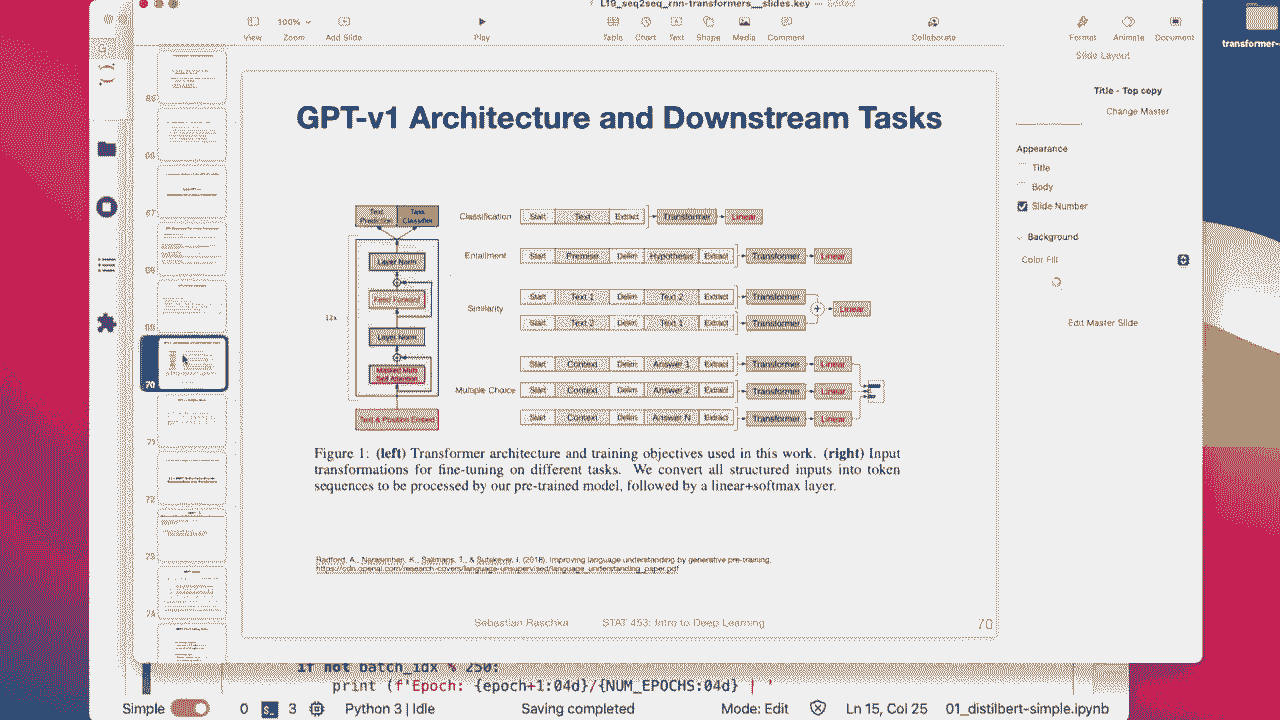 L19_seq2seq_rnn-transformers__slides.key — Edited
View 100% Zoom Add Slide Play Table Chart Text Shape Media Comment Collaborate Format Animate Document
transformer-
Slide Layout
Title - Top copy
Change Master
Appearance
Title
Body
Slide Number
Background
Color Fill
Edit Master Slide
67
70
71
72
GPT-v1 Architecture and Downstream Tasks
Text Prediction Task Classifier
Layer Norm
Feed Forward
Layer Norm
Masked Multi Self Attention
Text & Position Embed
12x
Classification Start Text Extract Transformer Linear
Entailment Start Premise Delim Hypothesis Extract Transformer Linear
Similarity Start Text 1 Delim Text 2 Extract Transformer
Start Text 2 Delim Text 1 Extract Transformer
+ Linear
Start Context Delim Answer 1 Extract Transformer Linear
Multiple Choice Start Context Delim Answer 2 Extract Transformer Linear
Start Context Delim Answer N Extract Transformer Linear
Figure 1: (left) Transformer architecture and training objectives used in this work. (right) Input
transformations for fine-tuning on different tasks. We convert all structured inputs into token
sequences to be processed by our pre-trained model, followed by a linear+softmax layer.
Radford, A., Narasimhan, K., Salimans, T., & Sutskever, I. (2018). Improving language understanding by generative pre-training.
https://cdn.openai.com/research-covers/language-unsupervised/language_understanding_paper.pdf
Sebastian Raschka STAT 453: Intro to Deep Learning 70
if not batch_idx % 250:
print (f'Epoch: {epoch+1:04d}/{NUM_EPOCHS:04d} |
Simple 0 3 Python 3 | Idle Saving completed Mode: Edit Ln 15, Col 25 01_distilbert-simple.ipynb